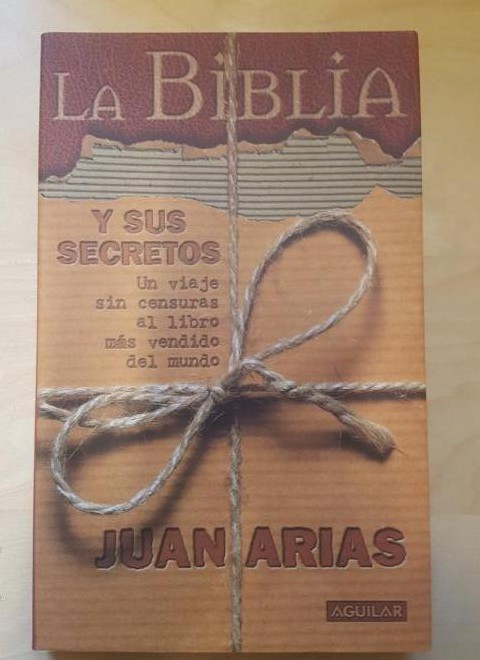 LA BIBLIA
Y SUS
SECRETOS
Un viaje
sin censuras
al libro
más vendido
del mundo
JUAN ARIAS
AGUILAR